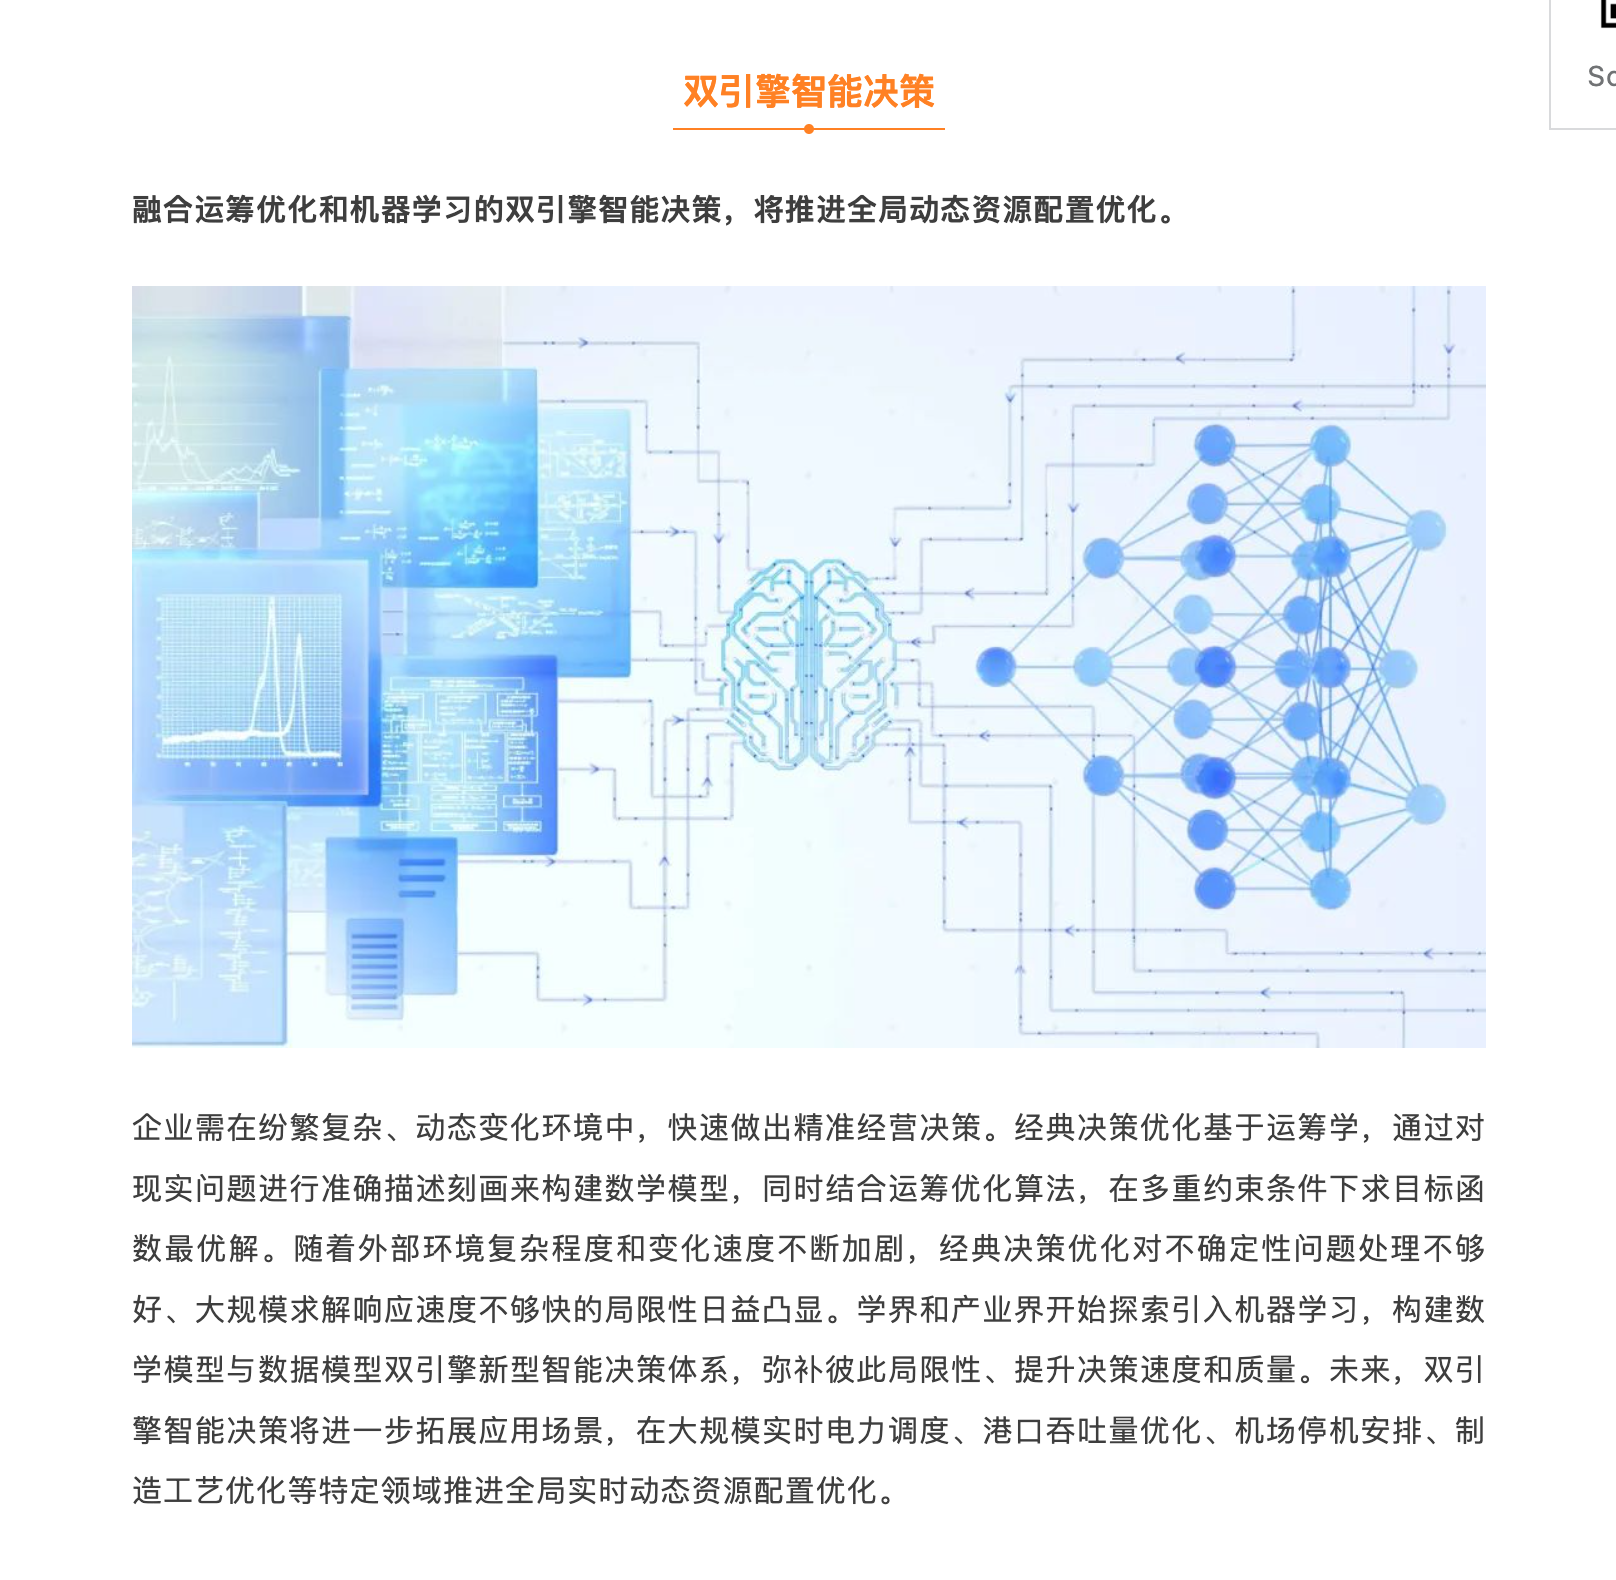 双引擎智能决策
融合运筹优化和机器学习的双引擎智能决策，将推进全局动态资源配置优化。
企业需在纷繁复杂、动态变化环境中，快速做出精准经营决策。经典决策优化基于运筹学，通过对
现实问题进行准确描述刻画来构建数学模型，同时结合运筹优化算法，在多重约束条件下求目标函
数最优解。随着外部环境复杂程度和变化速度不断加剧，经典决策优化对不确定性问题处理不够
好、大规模求解响应速度不够快的局限性日益凸显。学界和产业界开始探索引入机器学习，构建数
学模型与数据模型双引擎新型智能决策体系，弥补彼此局限性、提升决策速度和质量。未来，双引
擎智能决策将进一步拓展应用场景，在大规模实时电力调度、港口吞吐量优化、机场停机安排、制
造工艺优化等特定领域推进全局实时动态资源配置优化。